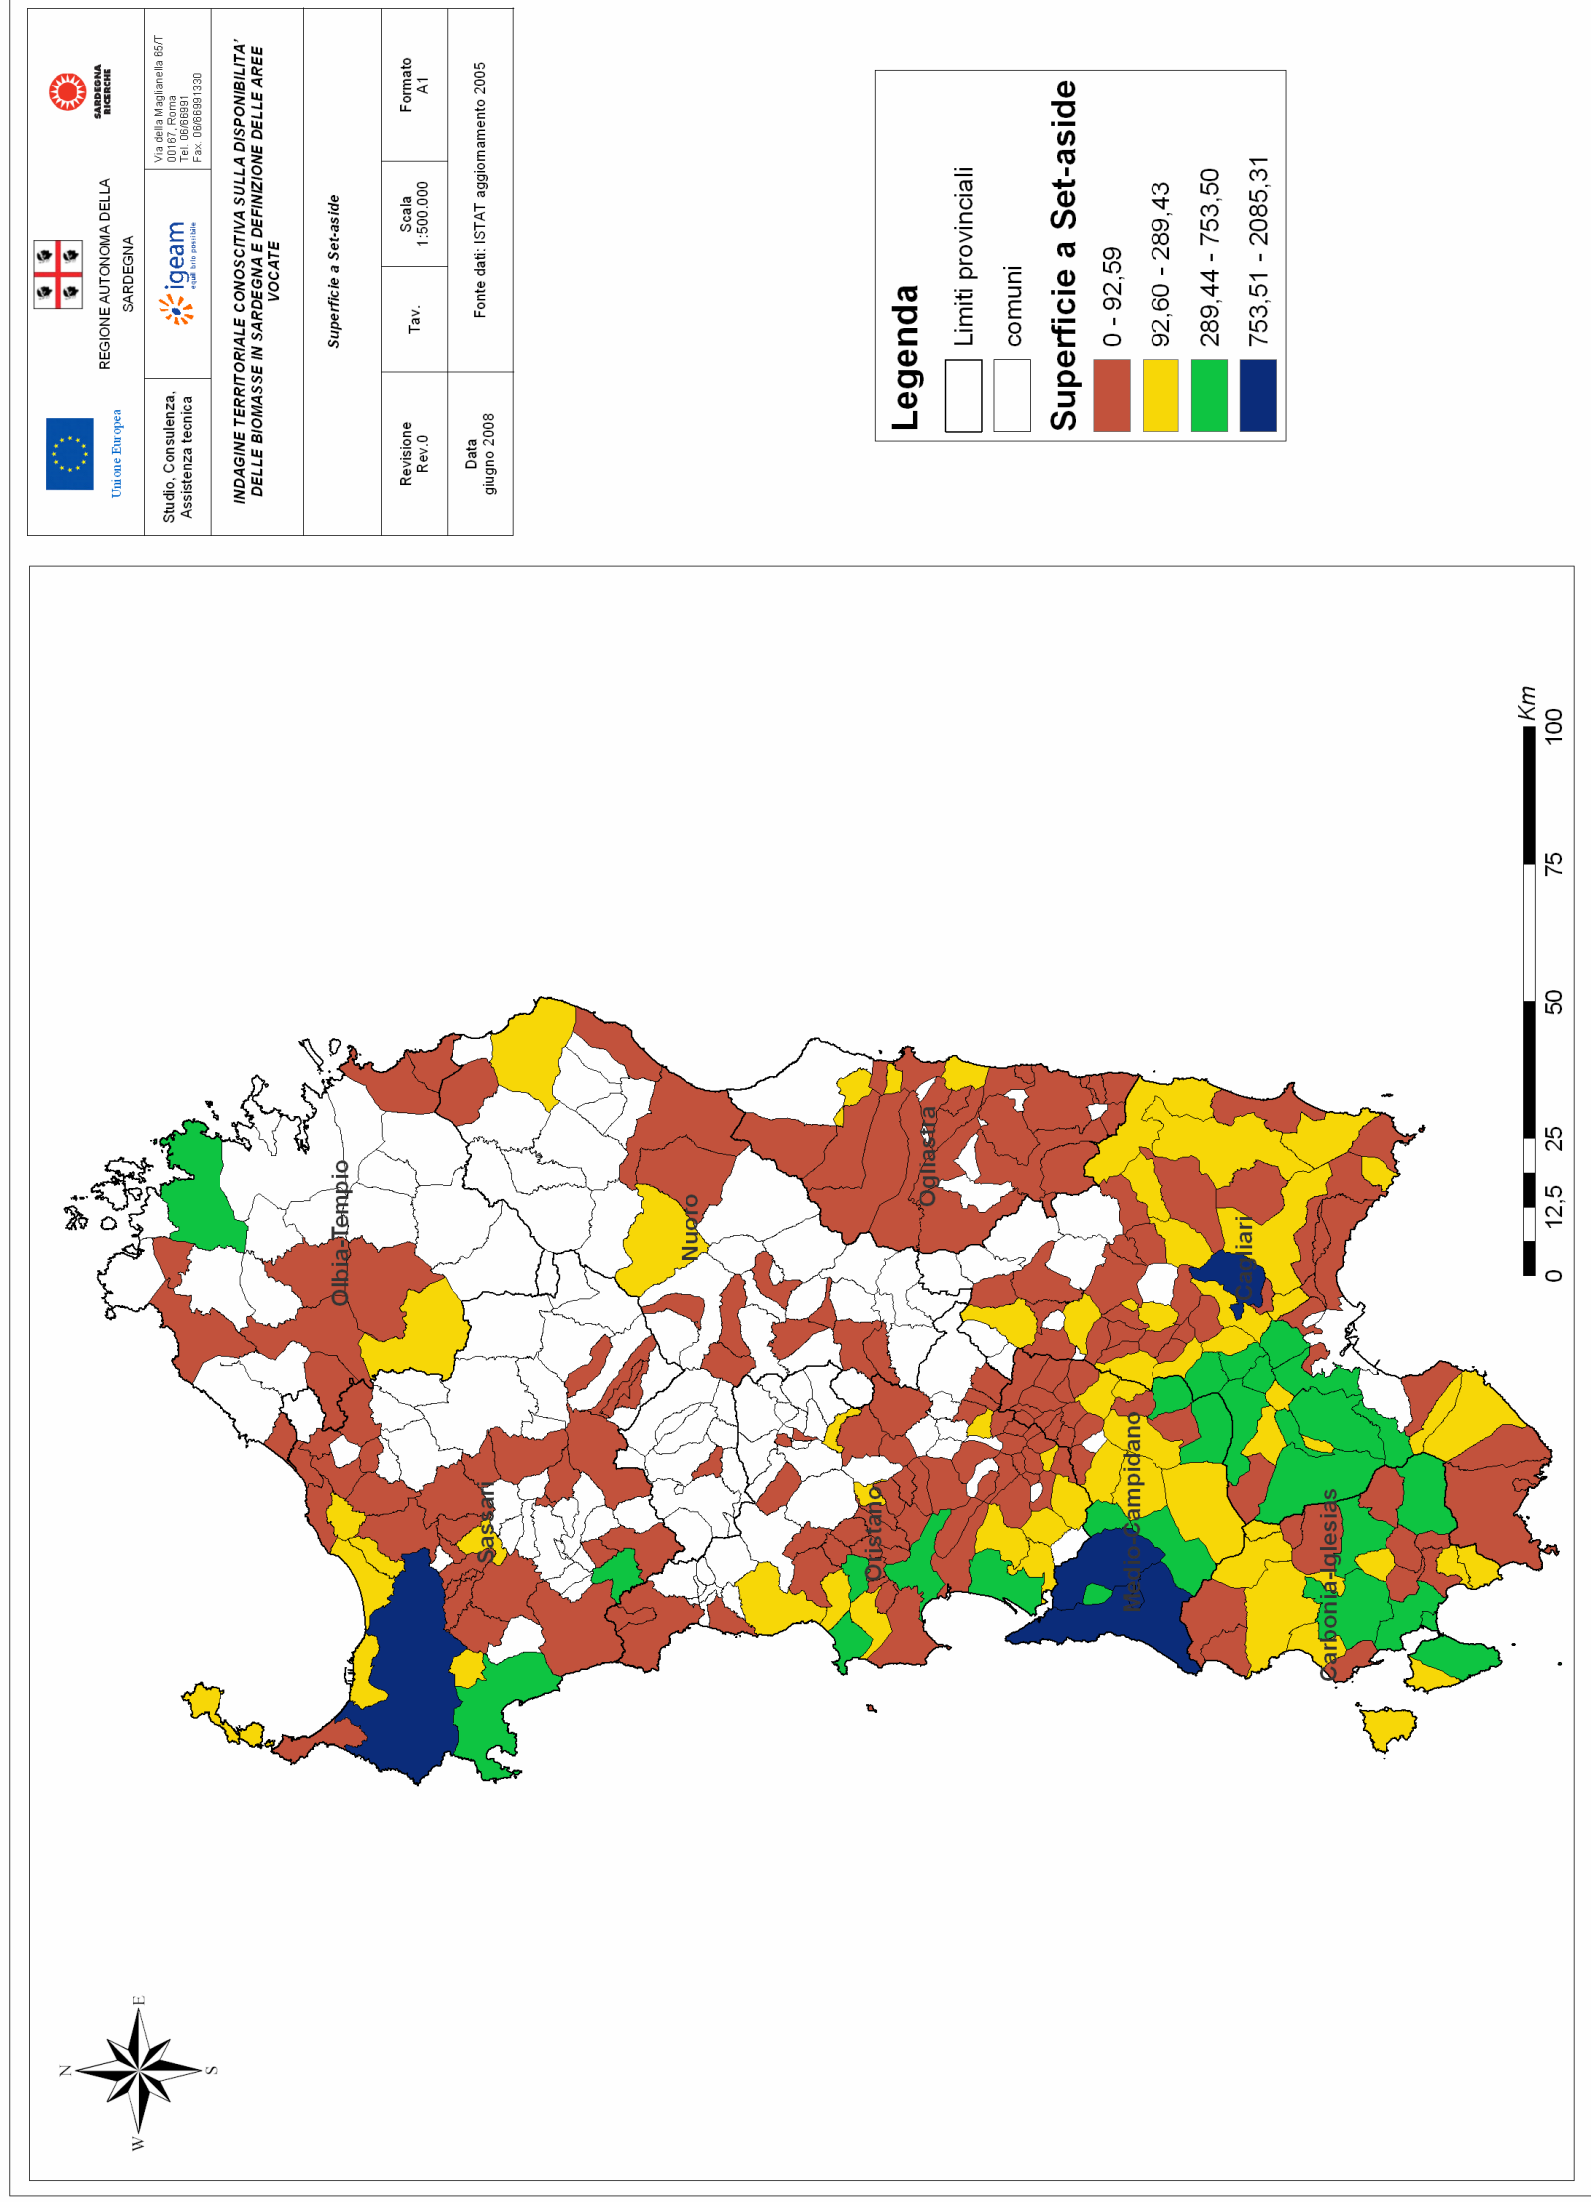 Unione Europea
REGIONE AUTONOMA DELLA
SARDEGNA
SARDEGNA
RICERCHE
Studio, Consulenza,
Assistenza tecnica
igeam
equilibrio possibile
Via della Maglianella 65/T
00167, Roma
Tel. 06/66991
Fax. 06/66991330
INDAGINE TERRITORIALE CONOSCITIVA SULLA DISPONIBILITA'
DELLE BIOMASSE IN SARDEGNA E DEFINIZIONE DELLE AREE
VOCATE
Superficie a Set-aside
Revisione
Rev.0
Tav.
Scala
1:500.000
Formato
A1
Data
giugno 2008
Fonte dati: ISTAT aggiornamento 2005
Legenda
Limiti provinciali
comuni
Superficie a Set-aside
0 - 92,59
92,60 - 289,43
289,44 - 753,50
753,51 - 2085,31
N
W
E
S
Olbia-Tempio
Sassari
Nuoro
Oristano
Ogliastra
Medio-Campidano
Cagliari
Carbonia-Iglesias
0
12,5
25
50
75
100
Km